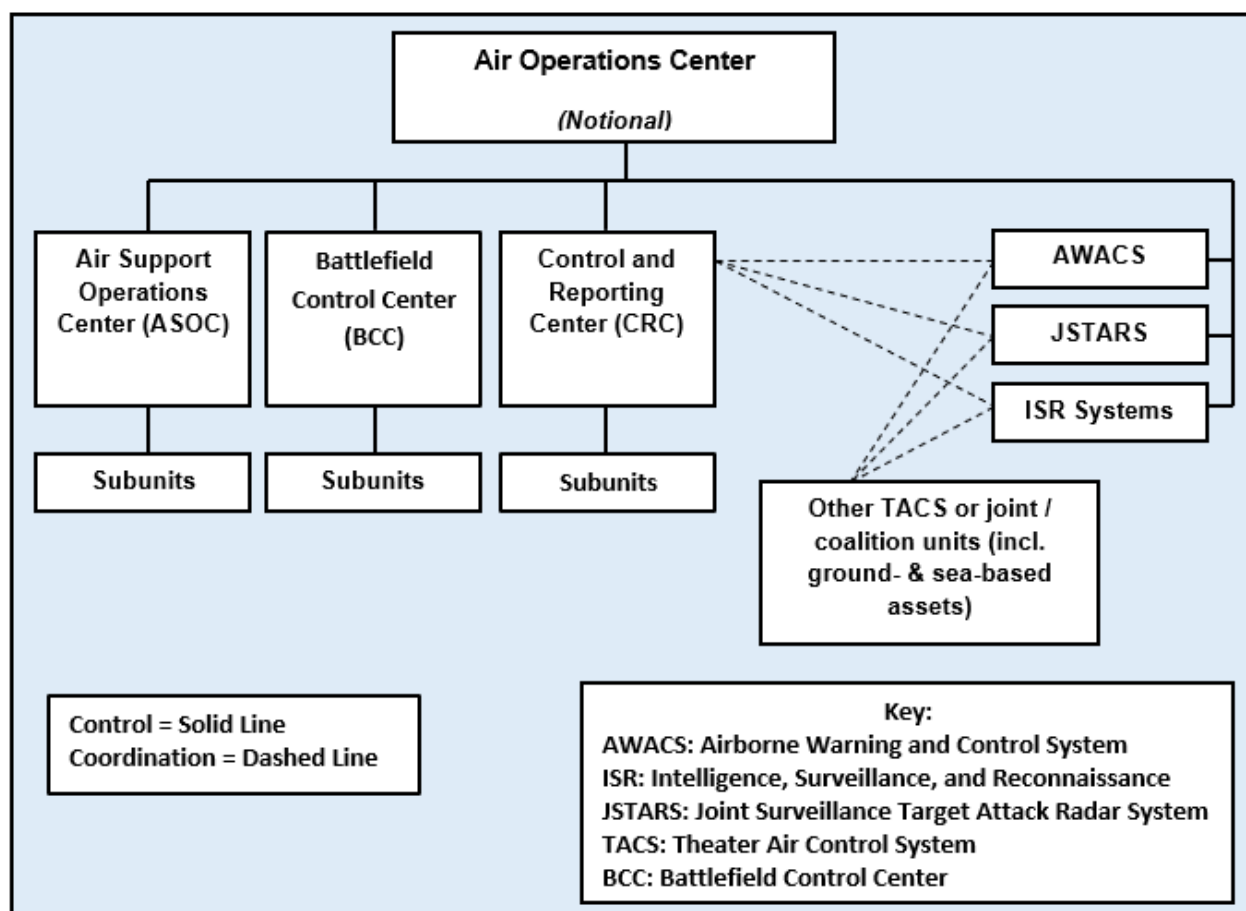 Air Operations Center
(Notional)
Air Support
Operations
Center (ASOC)
Battlefield
Control Center
(BCC)
Control and
Reporting
Center (CRC)
AWACS
JSTARS
ISR Systems
Subunits
Subunits
Subunits
Other TACS or joint /
coalition units (incl.
ground- & sea-based
assets)
Control = Solid Line
Coordination = Dashed Line
Key:
AWACS: Airborne Warning and Control System
ISR: Intelligence, Surveillance, and Reconnaissance
JSTARS: Joint Surveillance Target Attack Radar System
TACS: Theater Air Control System
BCC: Battlefield Control Center